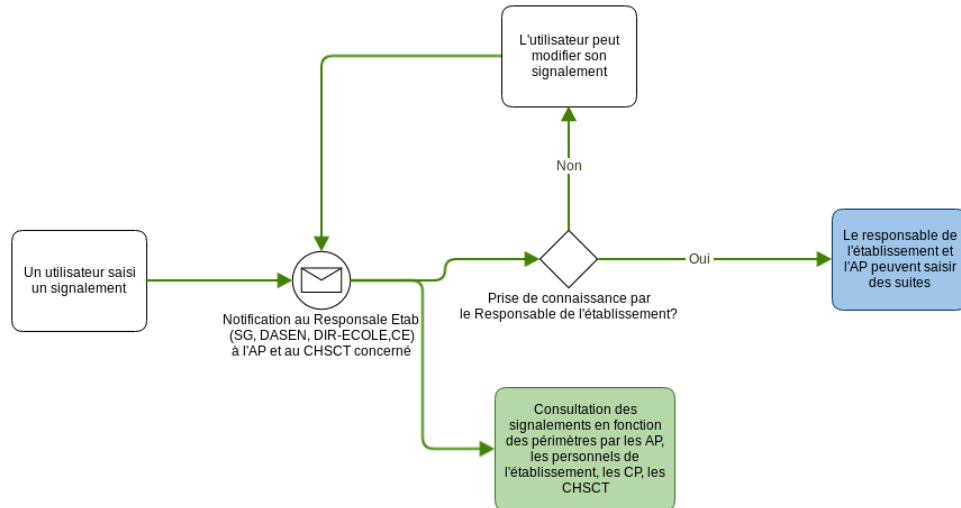 L'utilisateur peut
modifier son
signalement
Non
Un utilisateur saisi
un signalement
Notification au Responsale Etab
(SG, DASEN, DIR-ECOLE,CE)
à l'AP et au CHSCT concerné
Prise de connaissance par
le Responsable de l'établissement?
Oui
Le responsable de
l'établissement et
l'AP peuvent saisir
des suites
Consultation des
signalements en fonction
des périmètres par les AP,
les personnels de
l'établissement, les CP, les
CHSCT